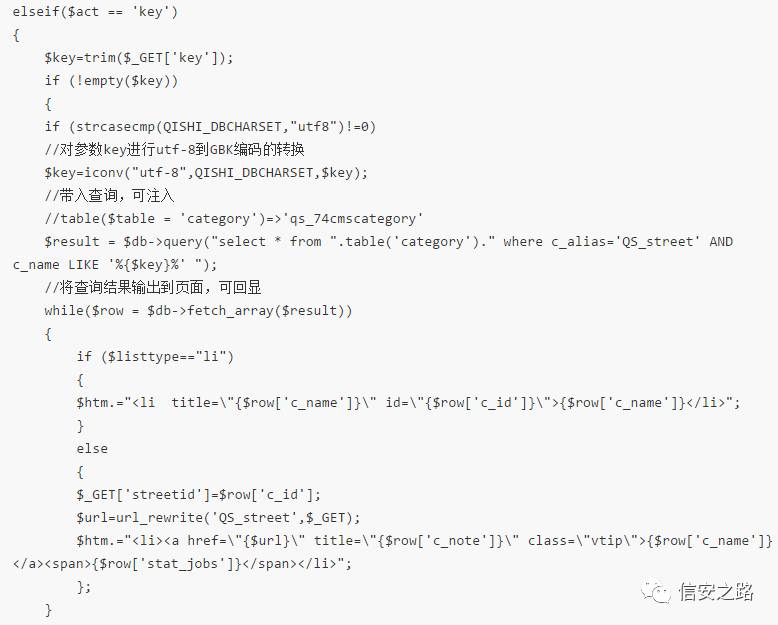 elseif($act == 'key')
{
    $key=trim($_GET['key']);
    if (!empty($key))
    {
    if (strcasecmp(QISHI_DBCHARSET,"utf8")!=0)
    //对参数key进行utf-8到GBK编码的转换
    $key=iconv("utf-8",QISHI_DBCHARSET,$key);
    //带入查询，可注入
    //table($table = 'category')=>'qs_74cmscategory'
    $result = $db->query("select * from ".table('category')." where c_alias='QS_street' AND
c_name LIKE '%{$key}%' ");
    //将查询结果输出到页面，可回显
    while($row = $db->fetch_array($result))
    {
        if ($listtype=="li")
        {
        $htm.="<li  title=\"{$row['c_name']}\" id=\"{$row['c_id']}\">{$row['c_name']}</li>";
        }
        else
        {
        $_GET['streetid']=$row['c_id'];
        $url=url_rewrite('QS_street',$_GET);
        $htm.="<li><a href=\"{$url}\" title=\"{$row['c_note']}\" class=\"vtip\">{$row['c_name']}
</a><span>{$row['stat_jobs']}</span></li>";
        };
    }
信安之路